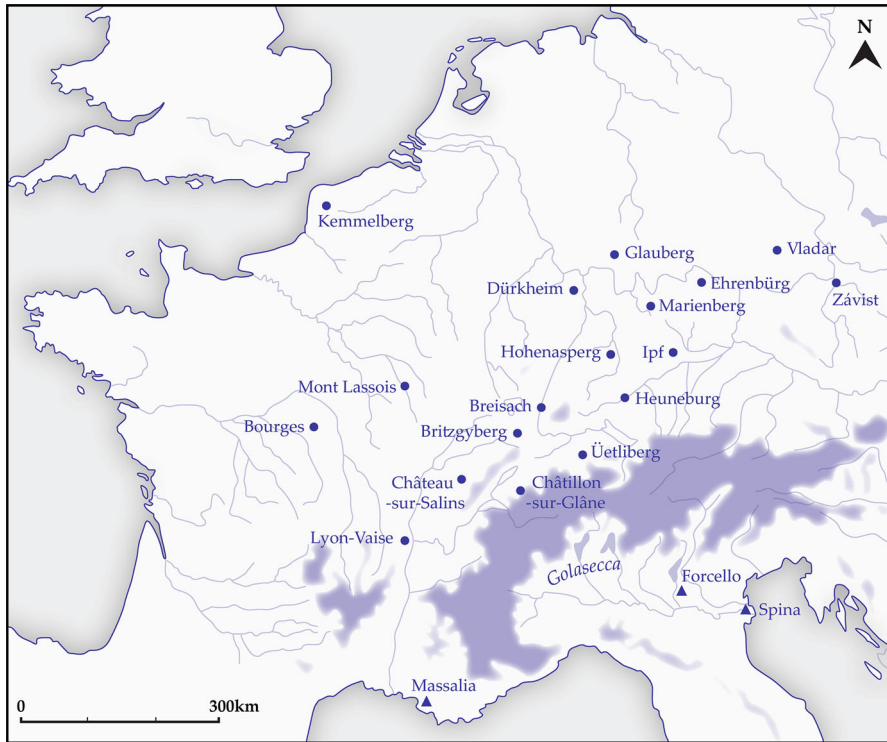 N
Kemmelberg
Glauberg
Vladar
Dürkheim
Ehrenbürg
Závist
Marienberg
Hohenasperg
Ipf
Mont Lassois
Heuneburg
Breisach
Bourges
Britzgyberg
Üetliberg
Château
-sur-Salins
Châtillon
-sur-Glâne
Lyon-Vaise
Golasecca
Forcello
Spina
Massalia
0
300km